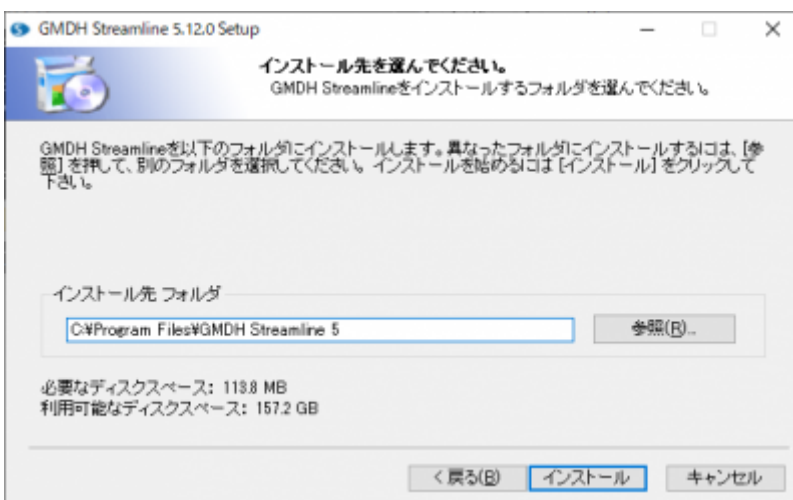 GMDH Streamline 5.12.0 Setup
インストール先を選んでください。
GMDH Streamlineをインストールするフォルダを選んでください。
GMDH Streamlineを以下のフォルダにインストールします。異なったフォルダにインストールするには、[参
照] を押して、別のフォルダを選択してください。インストールを始めるには [インストール] をクリックして
下さい。
インストール先 フォルダ
C:¥Program Files¥GMDH Streamline 5
参照(R)...
必要なディスクスペース: 113.8 MB
利用可能なディスクスペース: 157.2 GB
< 戻る(B)
インストール
キャンセル